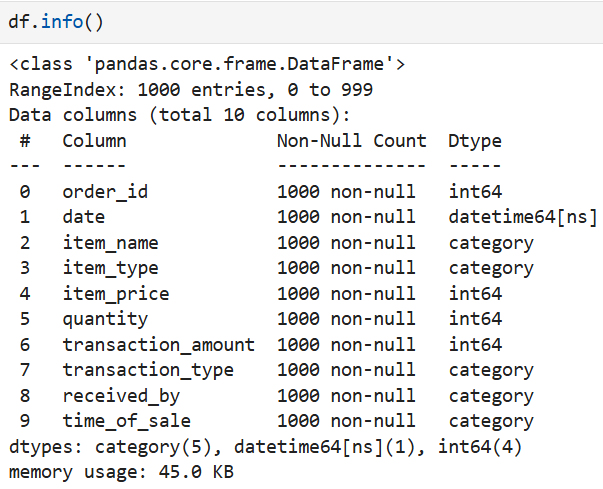 df.info()
<class 'pandas.core.frame.DataFrame'>
RangeIndex: 1000 entries, 0 to 999
Data columns (total 10 columns):
 #   Column              Non-Null Count  Dtype
---  ------              --------------  -----
 0   order_id            1000 non-null   int64
 1   date                1000 non-null   datetime64[ns]
 2   item_name           1000 non-null   category
 3   item_type           1000 non-null   category
 4   item_price          1000 non-null   int64
 5   quantity            1000 non-null   int64
 6   transaction_amount  1000 non-null   int64
 7   transaction_type    1000 non-null   category
 8   received_by         1000 non-null   category
 9   time_of_sale        1000 non-null   category
dtypes: category(5), datetime64[ns](1), int64(4)
memory usage: 45.0 KB